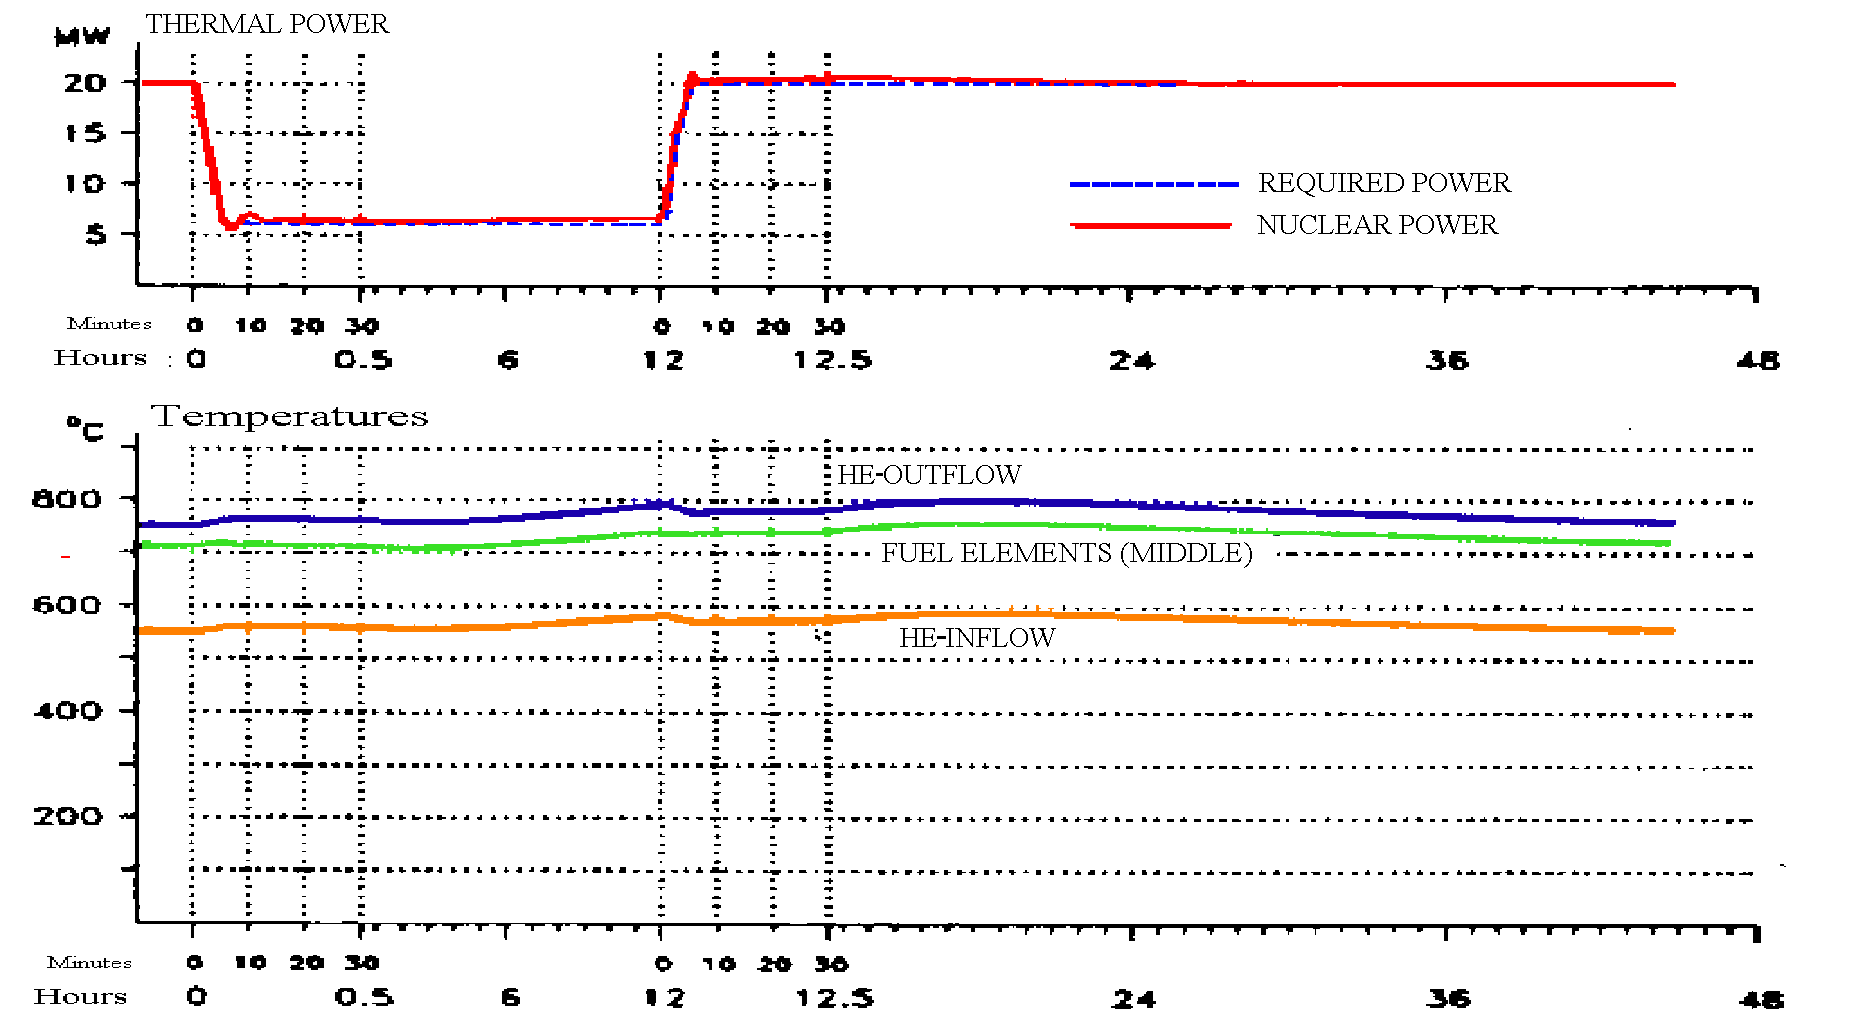 THERMAL POWER
MW
20
15
10
5
REQUIRED POWER
NUCLEAR POWER
Minutes 0 10 20 30 0 10 20 30
Hours : 0 0.5 6 12 12.5 24 36 48
Temperatures
°C
800
600
400
200
HE-OUTFLOW
FUEL ELEMENTS (MIDDLE)
HE-INFLOW
Minutes 0 10 20 30 0 10 20 30
Hours 0 0.5 6 12 12.5 24 36 48